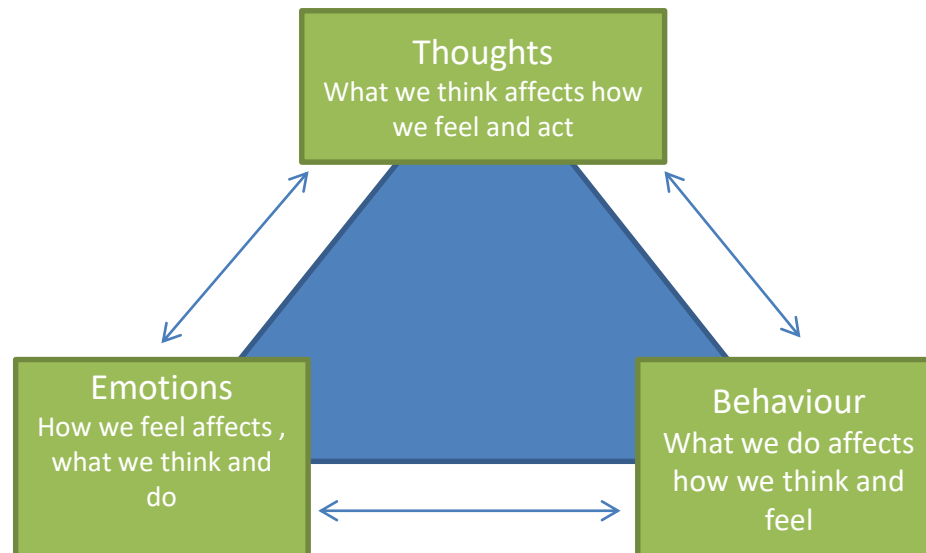 Thoughts
What we think affects how
we feel and act
Emotions
How we feel affects ,
what we think and
do
Behaviour
What we do affects
how we think and
feel